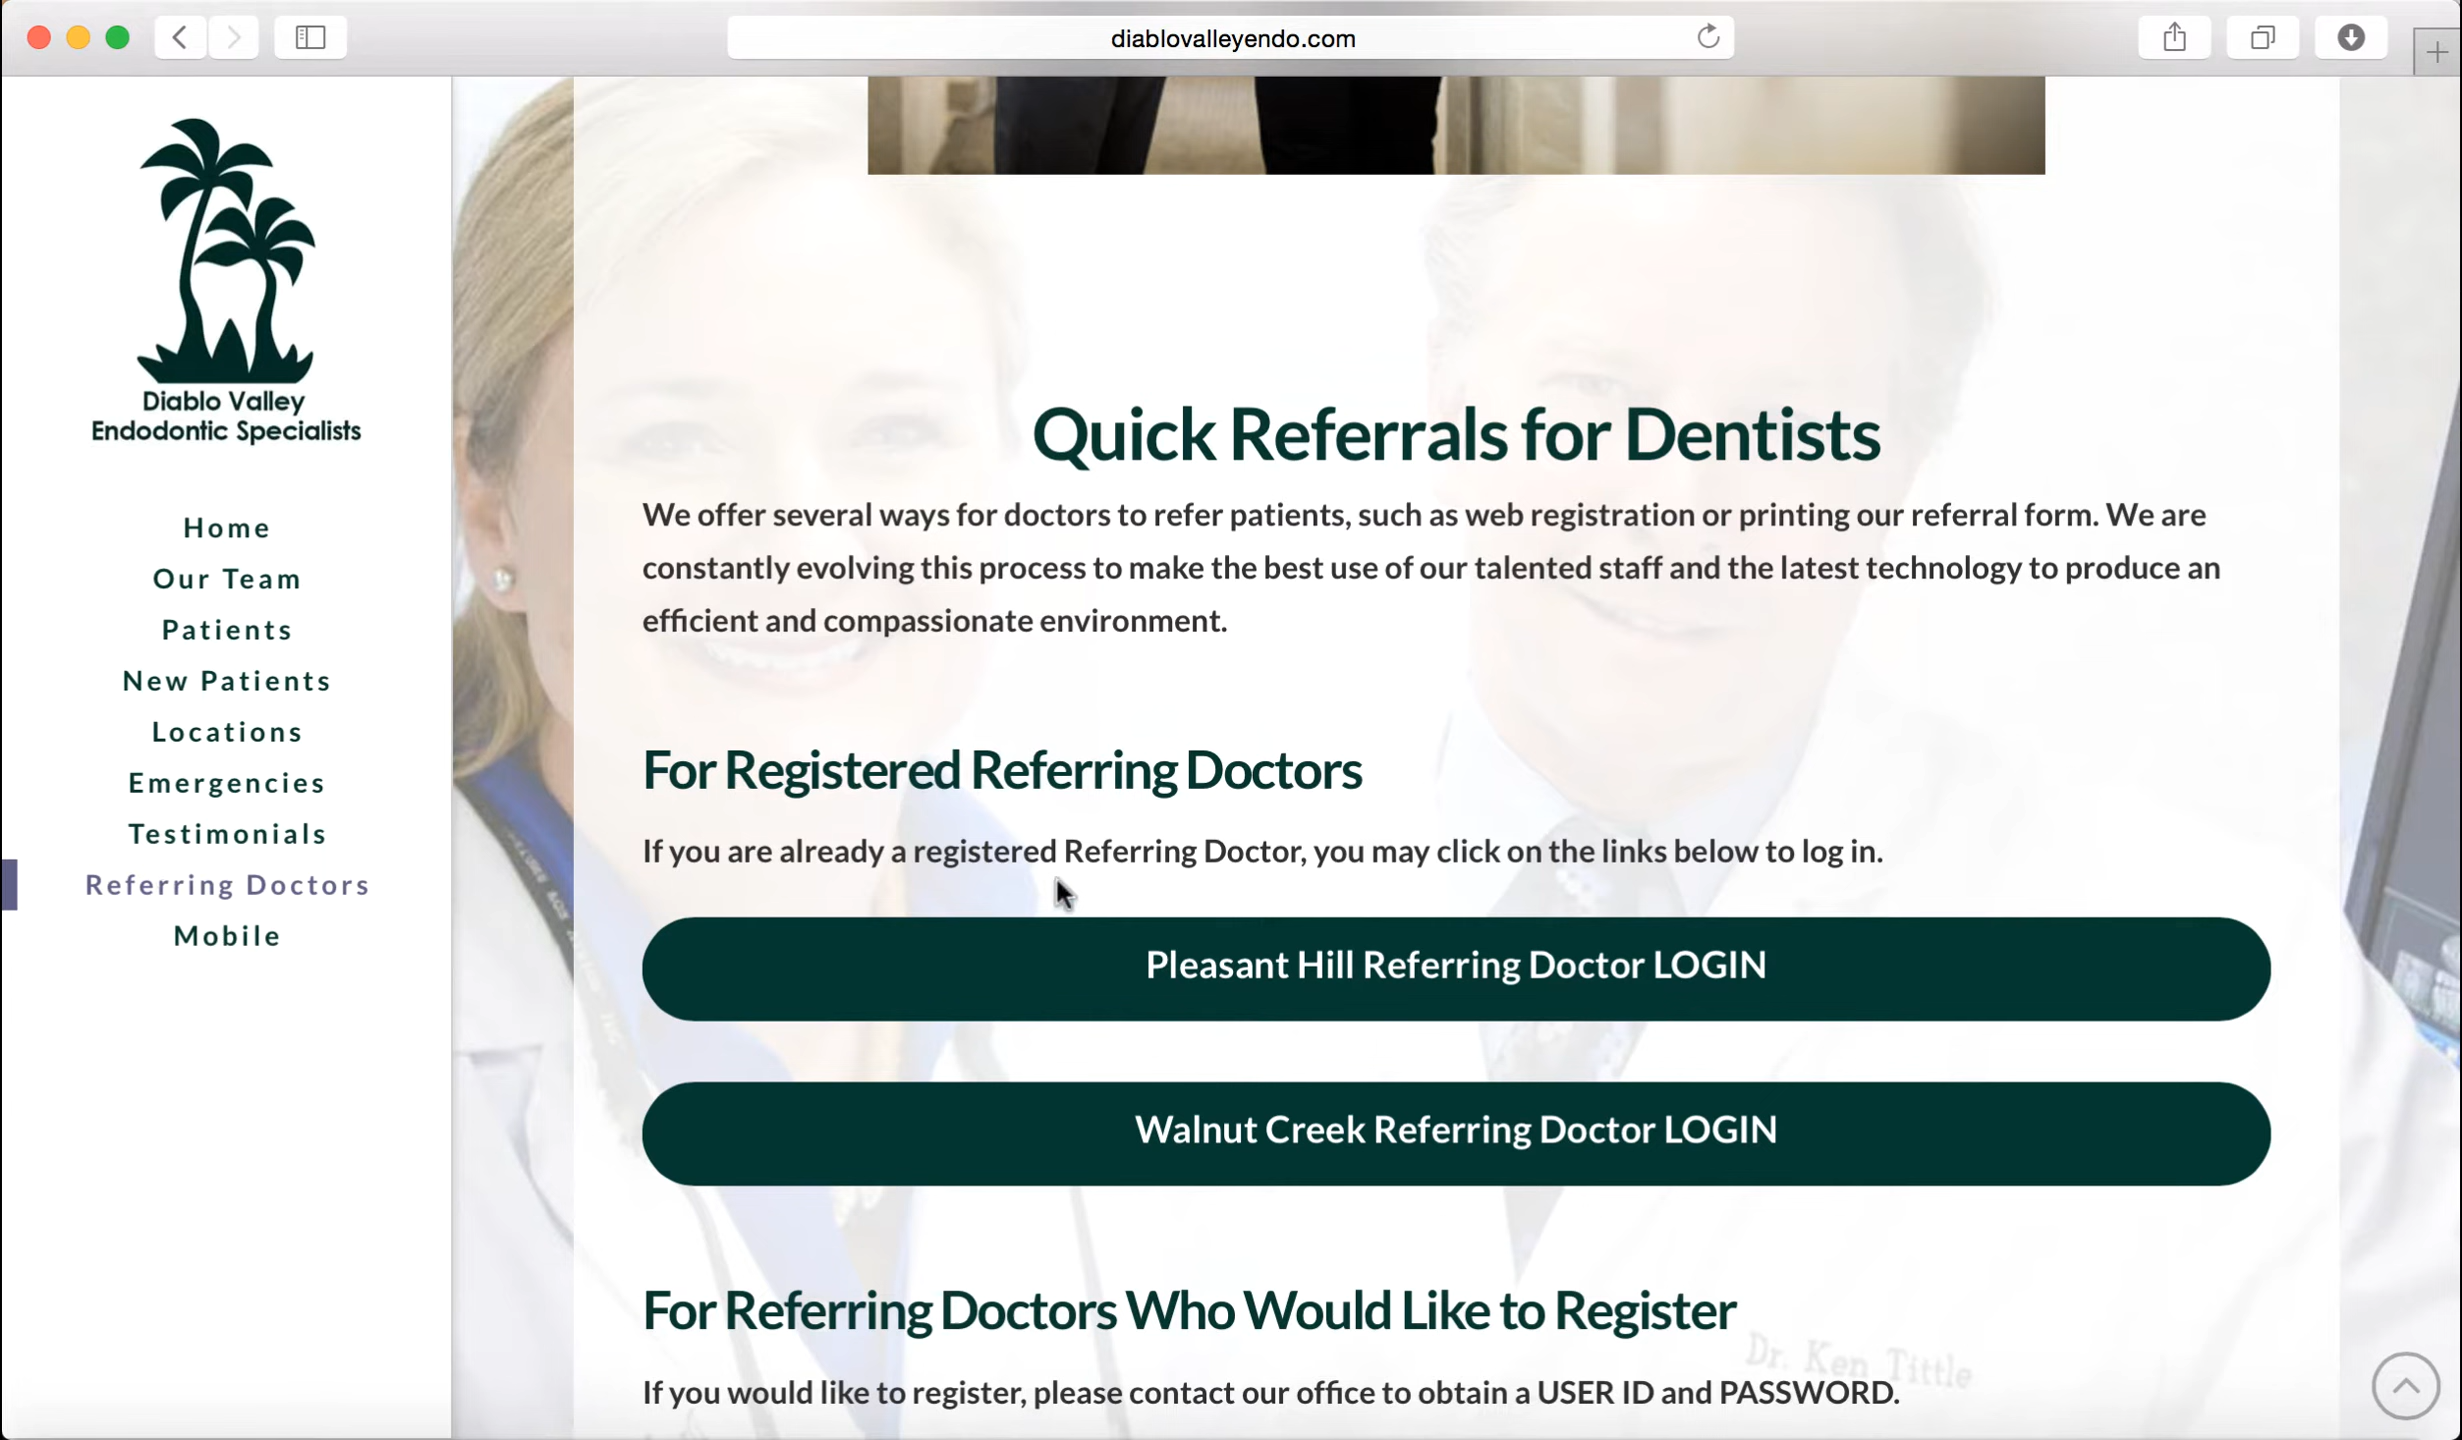 diablovalleyendo.com
Diablo Valley
Endodontic Specialists
Home
Our Team
Patients
New Patients
Locations
Emergencies
Testimonials
Referring Doctors
Mobile
Quick Referrals for Dentists
We offer several ways for doctors to refer patients, such as web registration or printing our referral form. We are
constantly evolving this process to make the best use of our talented staff and the latest technology to produce an
efficient and compassionate environment.
For Registered Referring Doctors
If you are already a registered Referring Doctor, you may click on the links below to log in.
Pleasant Hill Referring Doctor LOGIN
Walnut Creek Referring Doctor LOGIN
For Referring Doctors Who Would Like to Register
Dr. Ken Tittle
If you would like to register, please contact our office to obtain a USER ID and PASSWORD.